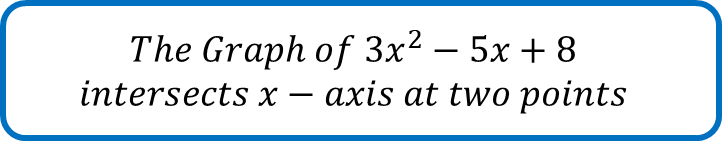 The Graph of 3x² − 5x + 8
intersects x − axis at two points